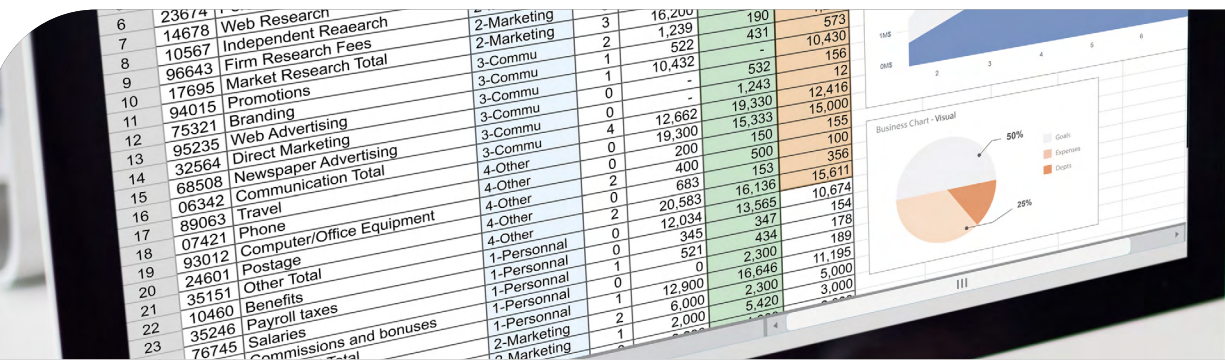 6
7
8
9
10
11
12
13
14
15
16
17
18
19
20
21
22
23
23674
14678 Web Research
10567 Independent Reaearch
96643 Firm Research Fees
17695 Market Research Total
94015 Promotions
75321 Branding
95235 Web Advertising
32564 Direct Marketing
68508 Newspaper Advertising
06342 Communication Total
89063 Travel
07421 Phone
93012 Computer/Office Equipment
24601 Postage
35151 Other Total
10460 Benefits
35246 Payroll taxes
76745 Salaries
Commissions and bonuses
Total
2-Marketing
2-Marketing
3-Commu
3-Commu
3-Commu
3-Commu
3-Commu
4-Other
4-Other
4-Other
4-Other
1-Personnal
1-Personnal
1-Personnal
1-Personnal
2-Marketing
2 Marketing
3
2
1
1
0
0
4
0
2
0
2
0
0
1
0
1
2
1
16,200
1,239
522
10,432
-
-
12,662
19,300
200
400
683
20,583
12,034
345
521
0
12,900
6,000
2,000
190
431
-
532
1,243
19,330
15,333
150
500
153
16,136
13,565
347
434
2,300
16,646
2,300
5,420
573
10,430
156
12
12,416
15,000
155
100
356
15,611
10,674
154
178
189
11,195
5,000
3,000
1M$
0M$
2 3 4 5 6
Business Chart - Visual
50%
25%
Goals
Expenses
Depts